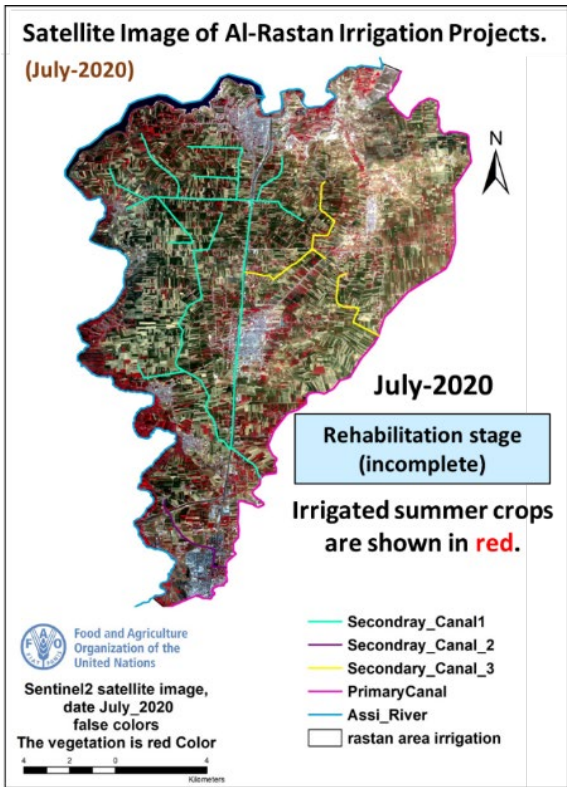 Satellite Image of Al-Rastan Irrigation Projects.
(July-2020)
N
July-2020
Rehabilitation stage
(incomplete)
Irrigated summer crops
are shown in red.
Secondray_Canal1
Secondray_Canal_2
Secondary_Canal_3
PrimaryCanal
Assi_River
rastan area irrigation
F A O
FIAT PANIS
Food and Agriculture
Organization of the
United Nations
Sentinel2 satellite image,
date July_2020
false colors
The vegetation is red Color
4 2 0 4
Kilometers